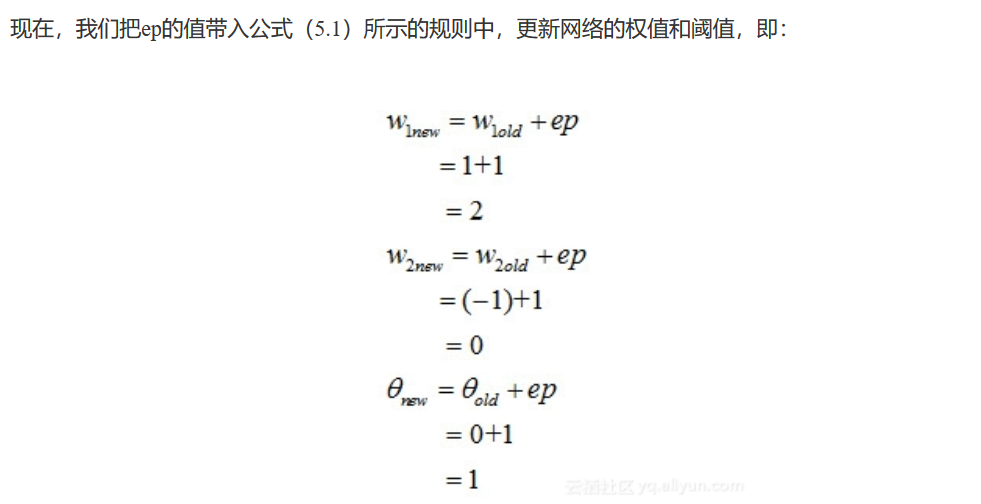 现在，我们把ep的值带入公式（5.1）所示的规则中，更新网络的权值和阈值，即：
w₁new = w₁old + ep
= 1+1
= 2
w₂new = w₂old + ep
= (−1)+1
= 0
θnew = θold + ep
= 0+1
= 1
云栖社区 yq.aliyun.com